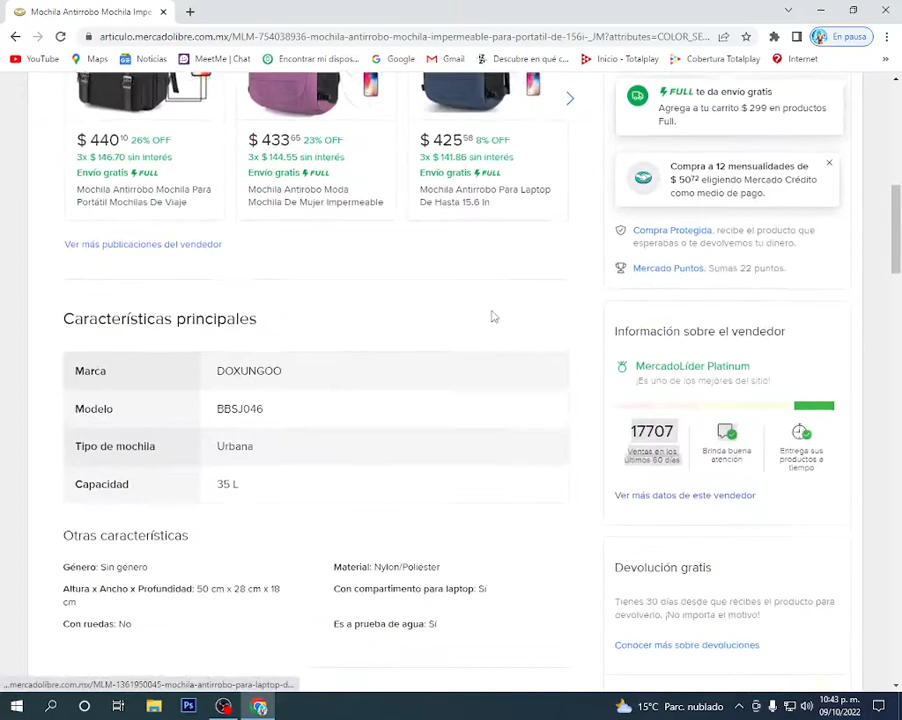 Mochila Antirrobo Mochila Impe
articulo.mercadolibre.com.mx/MLM-754038936-mochila-antirrobo-mochila-impermeable-para-portatil-de-156i-_JM?attributes=COLOR_SE...
En pausa
YouTube
Maps
Noticias
MeetMe | Chat
Encontrar mi dispo...
Google
Gmail
Descubre en qué c...
Inicio - Totalplay
Cobertura Totalplay
Internet
»
$ 440 10 26% OFF
3x $ 146.70 sin interés
Envío gratis FULL
Mochila Antirrobo Mochila Para
Portátil Mochilas De Viaje
$ 433 65 23% OFF
3x $ 144.55 sin interés
Envío gratis FULL
Mochila Antirrobo Moda
Mochila De Mujer Impermeable
$ 425 58 8% OFF
3x $ 141.86 sin interés
Envío gratis FULL
Mochila Antirrobo Para Laptop
De Hasta 15.6 In
Ver más publicaciones del vendedor
Características principales
Marca DOXUNGOO
Modelo BBSJ046
Tipo de mochila Urbana
Capacidad 35 L
Otras características
Género: Sin género
Altura x Ancho x Profundidad: 50 cm x 28 cm x 18
cm
Con ruedas: No
Material: Nylon/Poliéster
Con compartimento para laptop: Sí
Es a prueba de agua: Sí
FULL te da envío gratis
Agrega a tu carrito $ 299 en productos
Full.
Compra a 12 mensualidades de
$ 50 72 eligiendo Mercado Crédito
como medio de pago.
Compra Protegida, recibe el producto que
esperabas o te devolvemos tu dinero.
Mercado Puntos. Sumas 22 puntos.
Información sobre el vendedor
MercadoLíder Platinum
¡Es uno de los mejores del sitio!
17707
Ventas en los
últimos 60 días
Brinda buena
atención
Entrega sus
productos a
tiempo
Ver más datos de este vendedor
Devolución gratis
Tienes 30 días desde que recibes el producto para
devolverlo. ¡No importa el motivo!
Conocer más sobre devoluciones
...mercadolibre.com.mx/MLM-1361950045-mochila-antirrobo-para-laptop-d...
Ps
15°C Parc. nublado
10:43 p. m.
09/10/2022